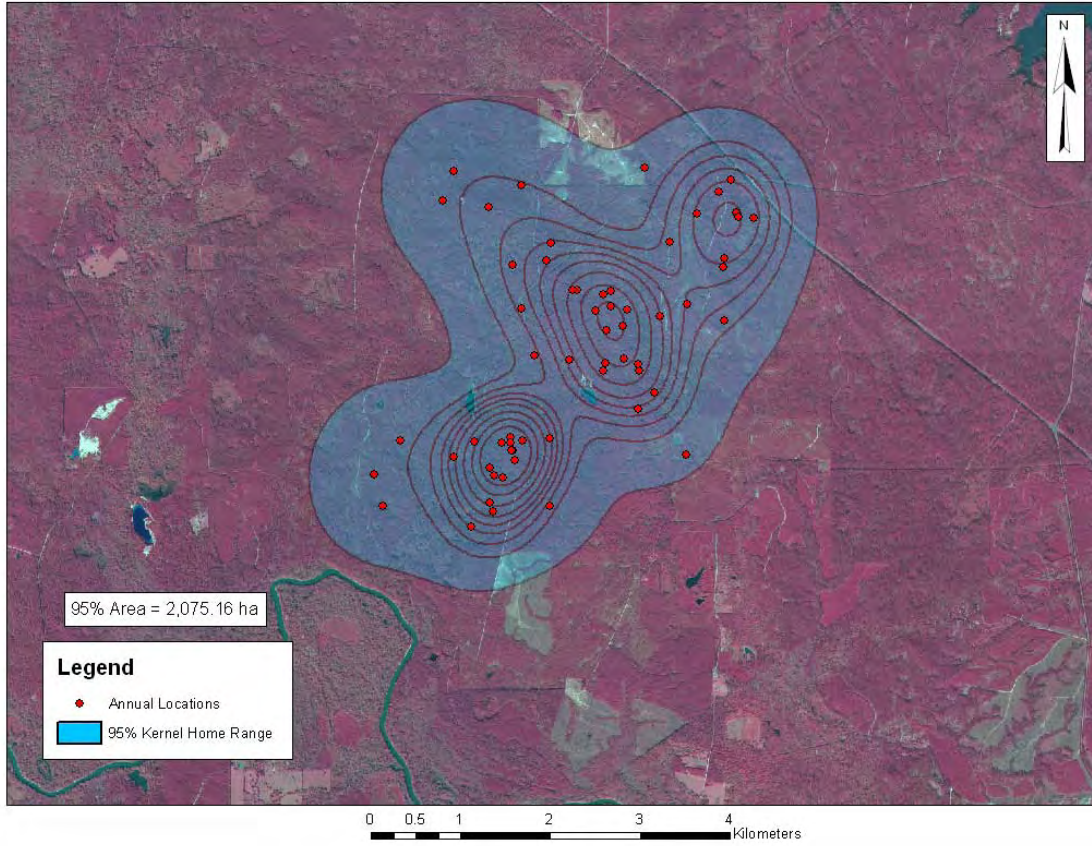 N
95% Area = 2,075.16 ha
Legend
Annual Locations
95% Kernel Home Range
0 0.5 1 2 3 4
Kilometers